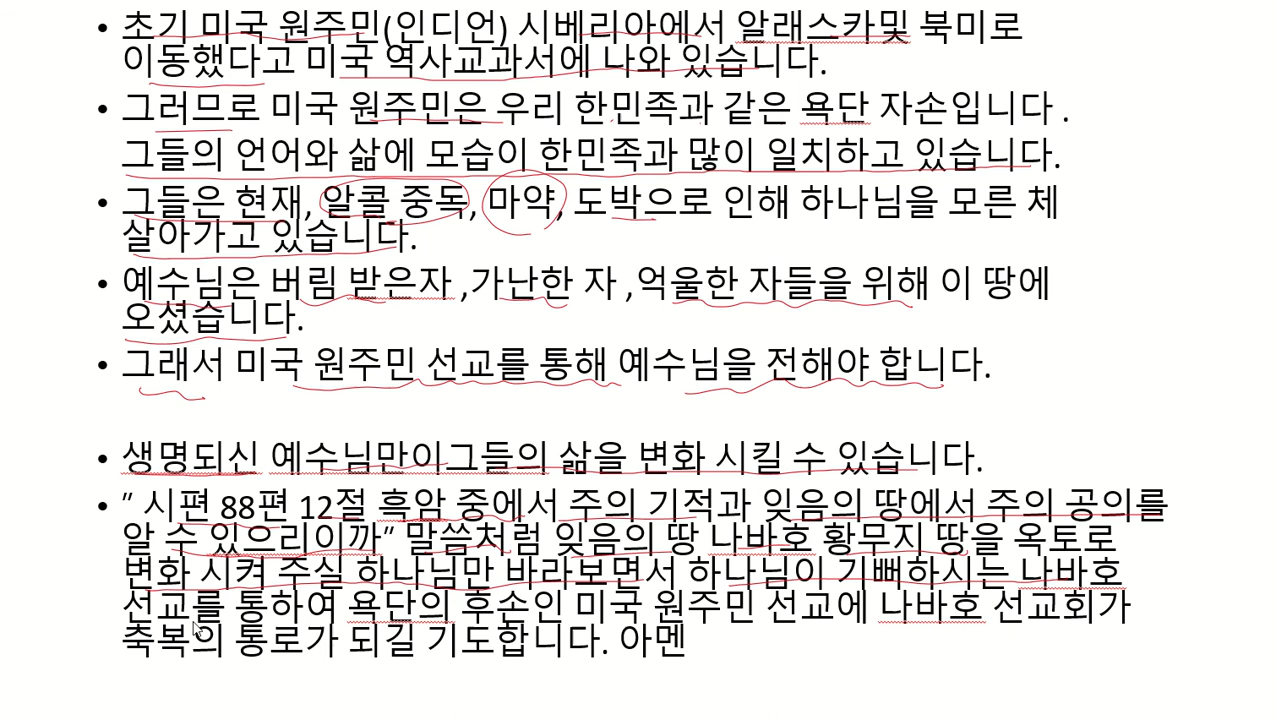 • 초기 미국 원주민(인디언) 시베리아에서 알래스카및 북미로
이동했다고 미국 역사교과서에 나와 있습니다.
• 그러므로 미국 원주민은 우리 한민족과 같은 욕단 자손입니다 .
그들의 언어와 삶에 모습이 한민족과 많이 일치하고 있습니다.
• 그들은 현재, 알콜 중독, 마약, 도박으로 인해 하나님을 모른 체
살아가고 있습니다.
• 예수님은 버림 받은자 ,가난한 자 ,억울한 자들을 위해 이 땅에
오셨습니다.
• 그래서 미국 원주민 선교를 통해 예수님을 전해야 합니다.
• 생명되신 예수님만이그들의 삶을 변화 시킬 수 있습니다.
• " 시편 88편 12절 흑암 중에서 주의 기적과 잊음의 땅에서 주의 공의를
알 수 있으리이까" 말씀처럼 잊음의 땅 나바호 황무지 땅을 옥토로
변화 시켜 주실 하나님만 바라보면서 하나님이 기뻐하시는 나바호
선교를 통하여 욕단의 후손인 미국 원주민 선교에 나바호 선교회가
축복의 통로가 되길 기도합니다. 아멘